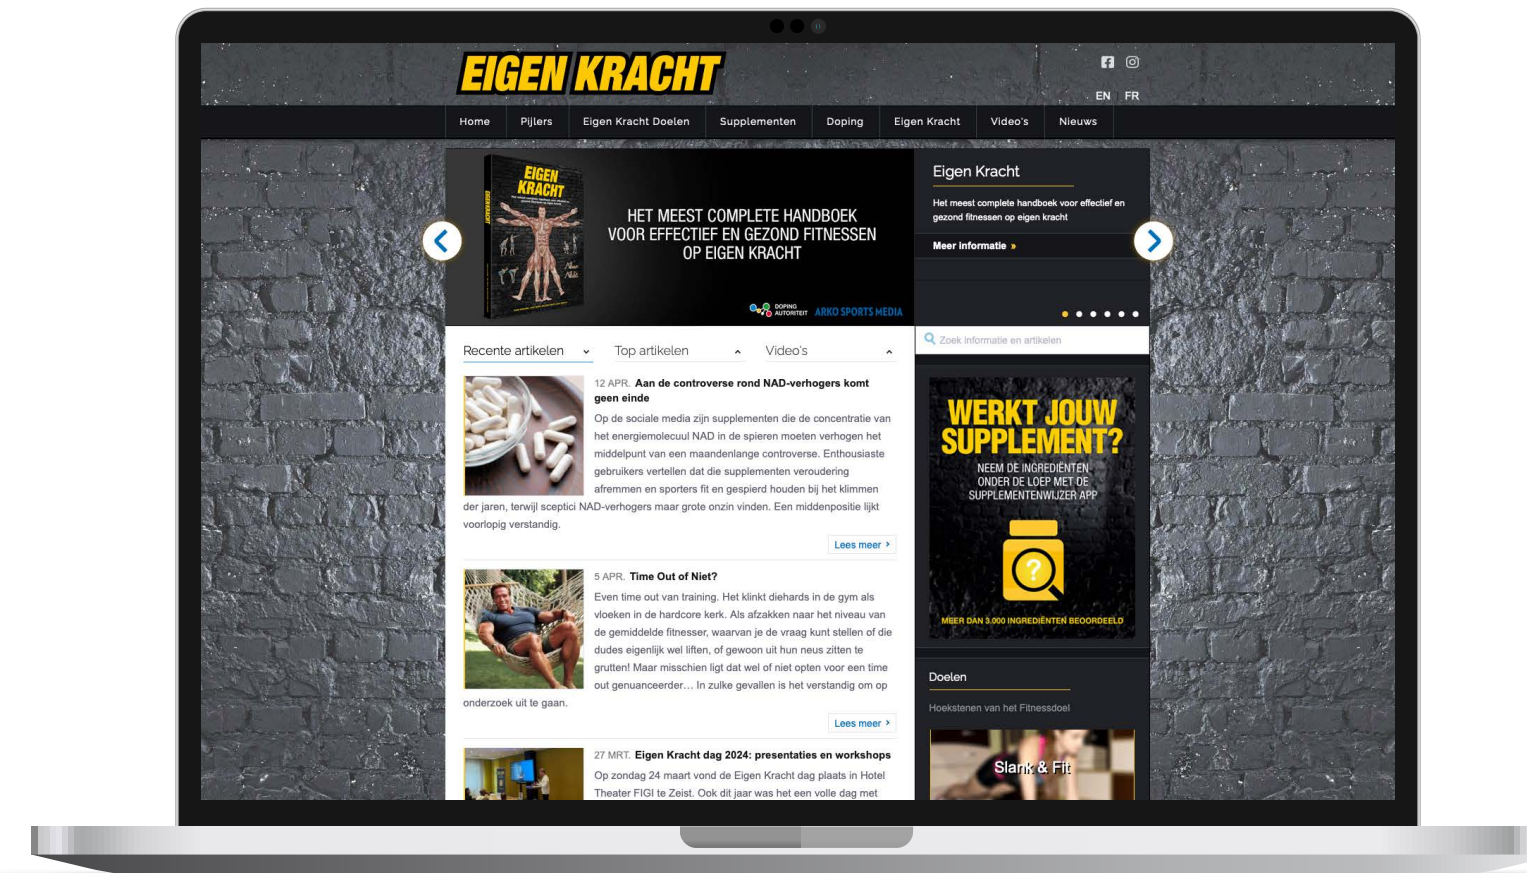 EIGEN KRACHT
EN FR
Home Pijlers Eigen Kracht Doelen Supplementen Doping Eigen Kracht Video's Nieuws
EIGEN
KRACHT
EIGEN KRACHT
HET MEEST COMPLETE HANDBOEK
VOOR EFFECTIEF EN GEZOND FITNESSEN
OP EIGEN KRACHT
DOPING
AUTORITEIT
ARKO SPORTS MEDIA
Eigen Kracht
Het meest complete handboek voor effectief en
gezond fitnessen op eigen kracht
Meer informatie »
Zoek informatie en artikelen
Recente artikelen Top artikelen Video's
12 APR. Aan de controverse rond NAD-verhogers komt
geen einde
Op de sociale media zijn supplementen die de concentratie van
het energiemolecuul NAD in de spieren moeten verhogen het
middelpunt van een maandenlange controverse. Enthousiaste
gebruikers vertellen dat die supplementen veroudering
afremmen en sporters fit en gespierd houden bij het klimmen
der jaren, terwijl sceptici NAD-verhogers maar grote onzin vinden. Een middenpositie lijkt
voorlopig verstandig.
Lees meer ›
5 APR. Time Out of Niet?
Even time out van training. Het klinkt diehards in de gym als
vloeken in de hardcore kerk. Als afzakken naar het niveau van
de gemiddelde fitnesser, waarvan je de vraag kunt stellen of die
dudes eigenlijk wel liften, of gewoon uit hun neus zitten te
grutten! Maar misschien ligt dat wel of niet opten voor een time
out genuanceerder… In zulke gevallen is het verstandig om op
onderzoek uit te gaan.
Lees meer ›
27 MRT. Eigen Kracht dag 2024: presentaties en workshops
Op zondag 24 maart vond de Eigen Kracht dag plaats in Hotel
Theater FIGI te Zeist. Ook dit jaar was het een volle dag met
WERKT JOUW
SUPPLEMENT?
NEEM DE INGREDIËNTEN
ONDER DE LOEP MET DE
SUPPLEMENTENWIJZER APP
?
MEER DAN 3.000 INGREDIËNTEN BEOORDEELD
Doelen
Hoekstenen van het Fitnessdoel
Slank & Fit